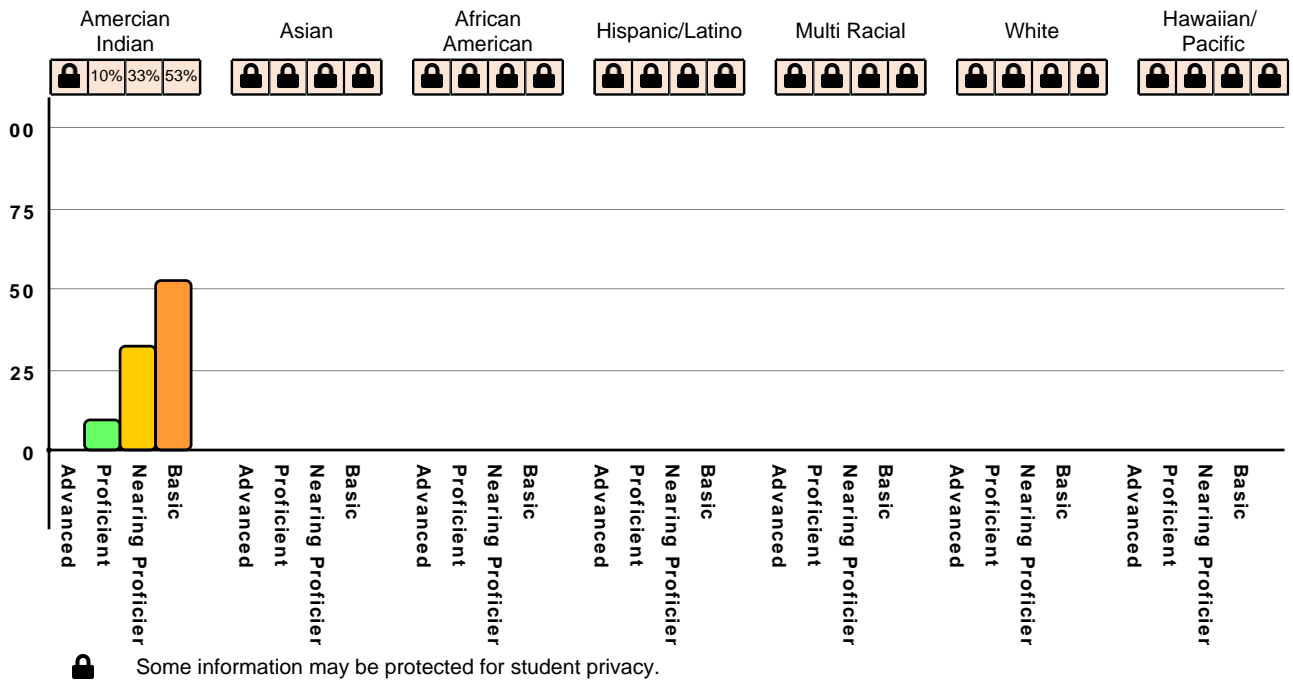 Amercian
Indian
Asian
African
American
Hispanic/Latino
Multi Racial
White
Hawaiian/
Pacific
10% 33% 53%
00
75
50
25
0
Advanced
Proficient
Nearing Proficier
Basic
Advanced
Proficient
Nearing Proficier
Basic
Advanced
Proficient
Nearing Proficier
Basic
Advanced
Proficient
Nearing Proficier
Basic
Advanced
Proficient
Nearing Proficier
Basic
Advanced
Proficient
Nearing Proficier
Basic
Advanced
Proficient
Nearing Proficier
Basic
Some information may be protected for student privacy.